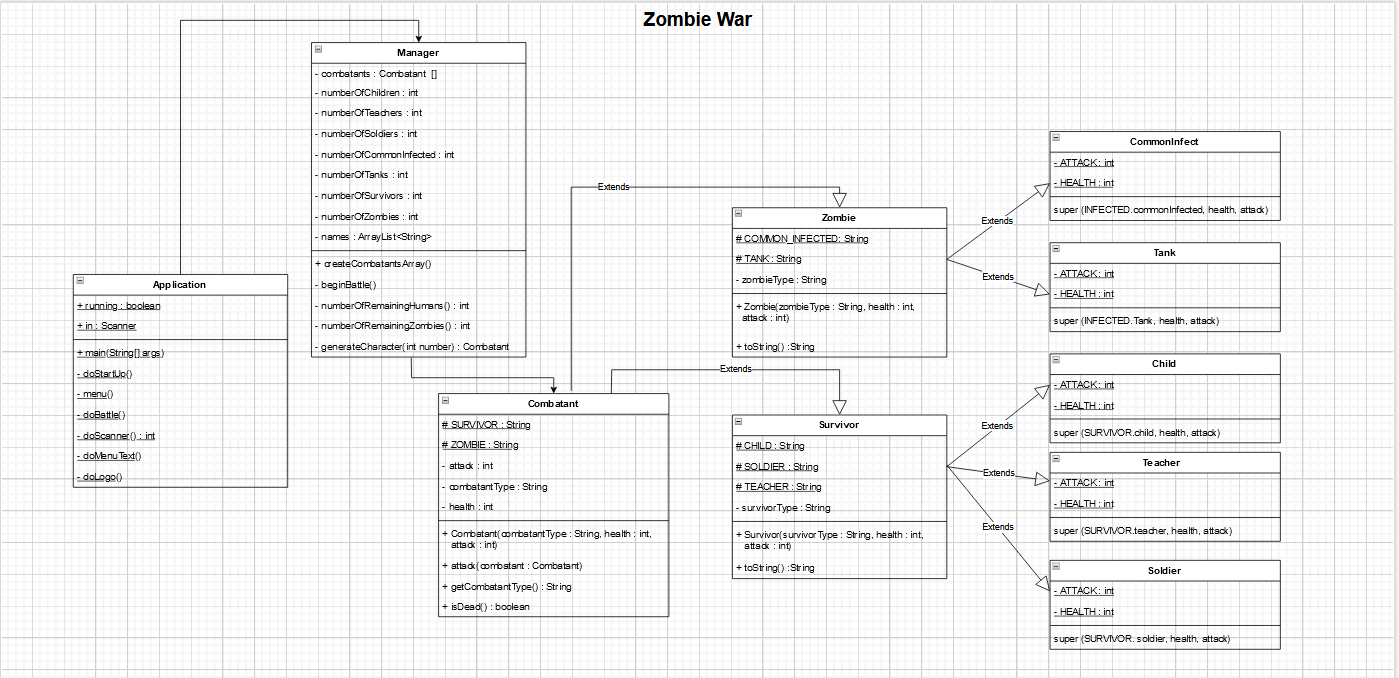 Zombie War
Manager
- combatants : Combatant []
- numberOfChildren : int
- numberOfTeachers : int
- numberOfSoldiers : int
- numberOfCommonInfected : int
- numberOfTanks : int
- numberOfSurvivors : int
- numberOfZombies : int
- names : ArrayList<String>
+ createCombatantsArray()
- beginBattle()
- numberOfRemainingHumans() : int
- numberOfRemainingZombies() : int
- generateCharacter(int number) : Combatant
Application
+ running : boolean
+ in : Scanner
+ main(String[] args)
- doStartUp()
- menu()
- doBattle()
- doScanner() : int
- doMenuText()
- doLogo()
Combatant
# SURVIVOR : String
# ZOMBIE : String
- attack : int
- combatantType : String
- health : int
+ Combatant(combatantType : String, health : int,
attack : int)
+ attack(combatant : Combatant)
+ getCombatantType() : String
+ isDead() : boolean
Extends
Zombie
# COMMON_INFECTED: String
# TANK : String
- zombieType : String
+ Zombie(zombieType : String, health : int,
attack : int)
+ toString() :String
Extends
Survivor
# CHILD : String
# SOLDIER : String
# TEACHER : String
- survivorType : String
+ Survivor(survivorType : String, health : int,
attack : int)
+ toString() :String
Extends
Extends
CommonInfect
- ATTACK : int
- HEALTH : int
super (INFECTED.commonInfected, health, attack)
Tank
- ATTACK : int
- HEALTH : int
super (INFECTED.Tank, health, attack)
Extends
Extends
Extends
Child
- ATTACK : int
- HEALTH : int
super (SURVIVOR.child, health, attack)
Teacher
- ATTACK : int
- HEALTH : int
super (SURVIVOR.teacher, health, attack)
Soldier
- ATTACK : int
- HEALTH : int
super (SURVIVOR. soldier, health, attack)